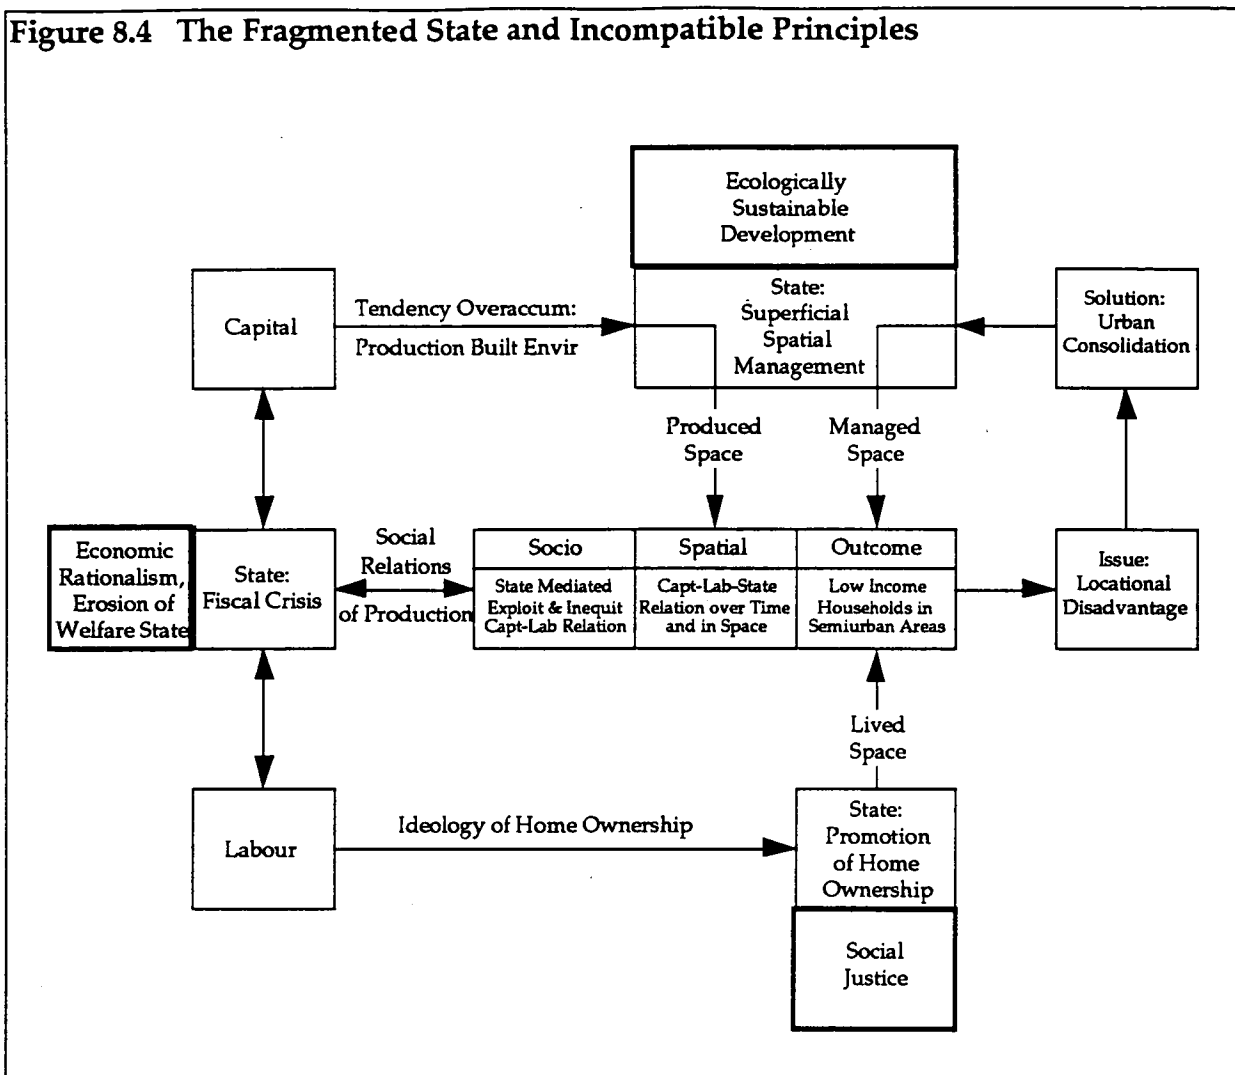 Figure 8.4 The Fragmented State and Incompatible Principles
Ecologically
Sustainable
Development
Capital
Tendency Overaccum:
Production Built Envir
State:
Superficial
Spatial
Management
Solution:
Urban
Consolidation
Produced
Space
Managed
Space
Economic
Rationalism,
Erosion of
Welfare State
State:
Fiscal Crisis
Social
Relations
of Production
Socio
State Mediated
Exploit & Inequit
Capt-Lab Relation
Spatial
Capt-Lab-State
Relation over Time
and in Space
Outcome
Low Income
Households in
Semiurban Areas
Issue:
Locational
Disadvantage
Lived
Space
Labour
Ideology of Home Ownership
State:
Promotion
of Home
Ownership
Social
Justice